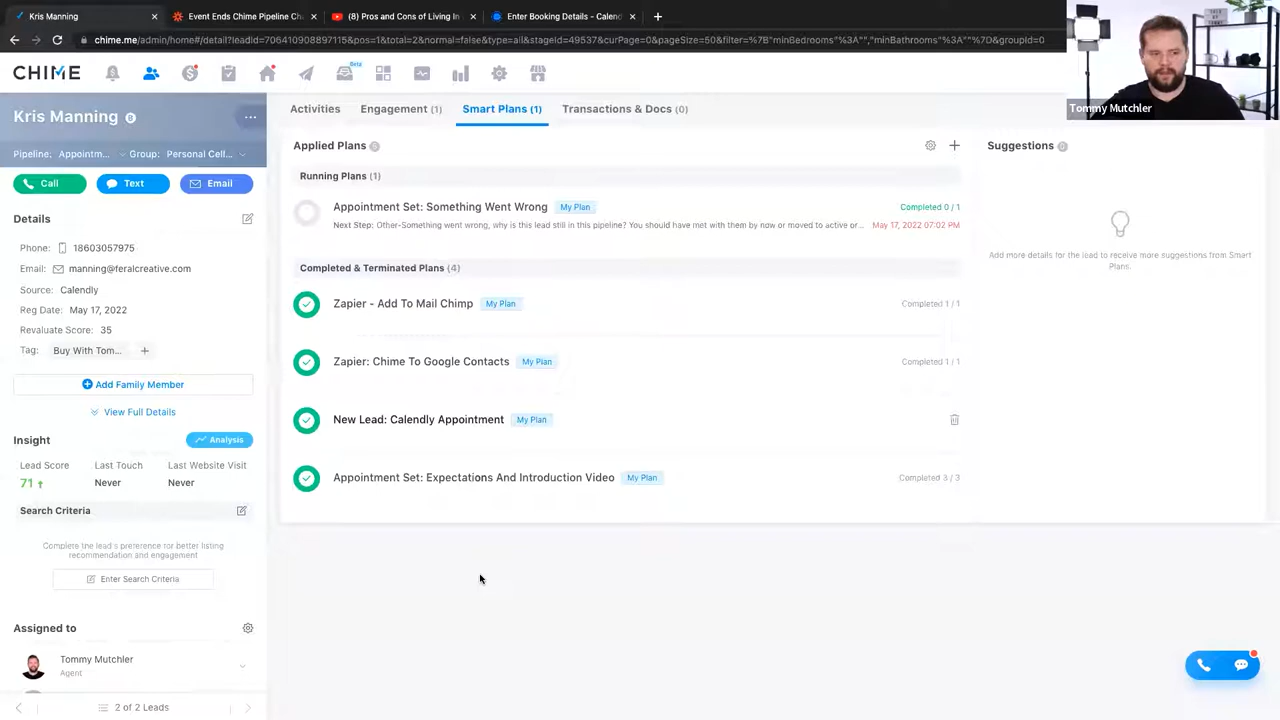 Kris Manning
Event Ends Chime Pipeline Ch
(8) Pros and Cons of Living In
Enter Booking Details - Calend
chime.me/admin/home#/detail?leadId=706410908897115&pos=1&total=2&normal=false&type=all&stageId=49537&curPage=0&pageSize=50&filter=%7B"minBedrooms"%3A"","minBathrooms"%3A""%7D&groupId=0
Tommy Mutchler
CHIME
Beta
Kris Manning
Pipeline: Appointm... Group: Personal Cell...
Call
Text
Email
Details
Phone: 18603057975
Email: manning@feralcreative.com
Source: Calendly
Reg Date: May 17, 2022
Revaluate Score: 35
Tag: Buy With Tom...
Add Family Member
View Full Details
Insight
Analysis
Lead Score Last Touch Last Website Visit
71 Never Never
Search Criteria
Complete the lead's preference for better listing
recommendation and engagement
Enter Search Criteria
Assigned to
Tommy Mutchler
Agent
2 of 2 Leads
Activities
Engagement (1)
Smart Plans (1)
Transactions & Docs (0)
Applied Plans
Running Plans (1)
Appointment Set: Something Went Wrong My Plan Completed 0 / 1
Next Step: Other-Something went wrong, why is this lead still in this pipeline? You should have met with them by now or moved to active or... May 17, 2022 07:02 PM
Completed & Terminated Plans (4)
Zapier - Add To Mail Chimp My Plan Completed 1 / 1
Zapier: Chime To Google Contacts My Plan Completed 1 / 1
New Lead: Calendly Appointment My Plan
Appointment Set: Expectations And Introduction Video My Plan Completed 3 / 3
Suggestions
Add more details for the lead to receive more suggestions from Smart
Plans.